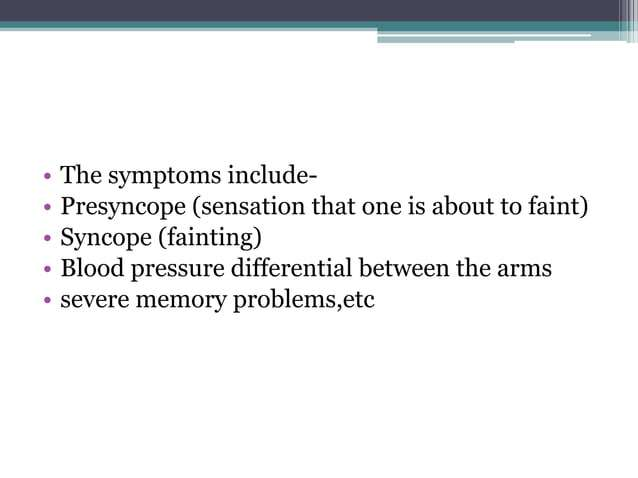 • The symptoms include-
• Presyncope (sensation that one is about to faint)
• Syncope (fainting)
• Blood pressure differential between the arms
• severe memory problems,etc